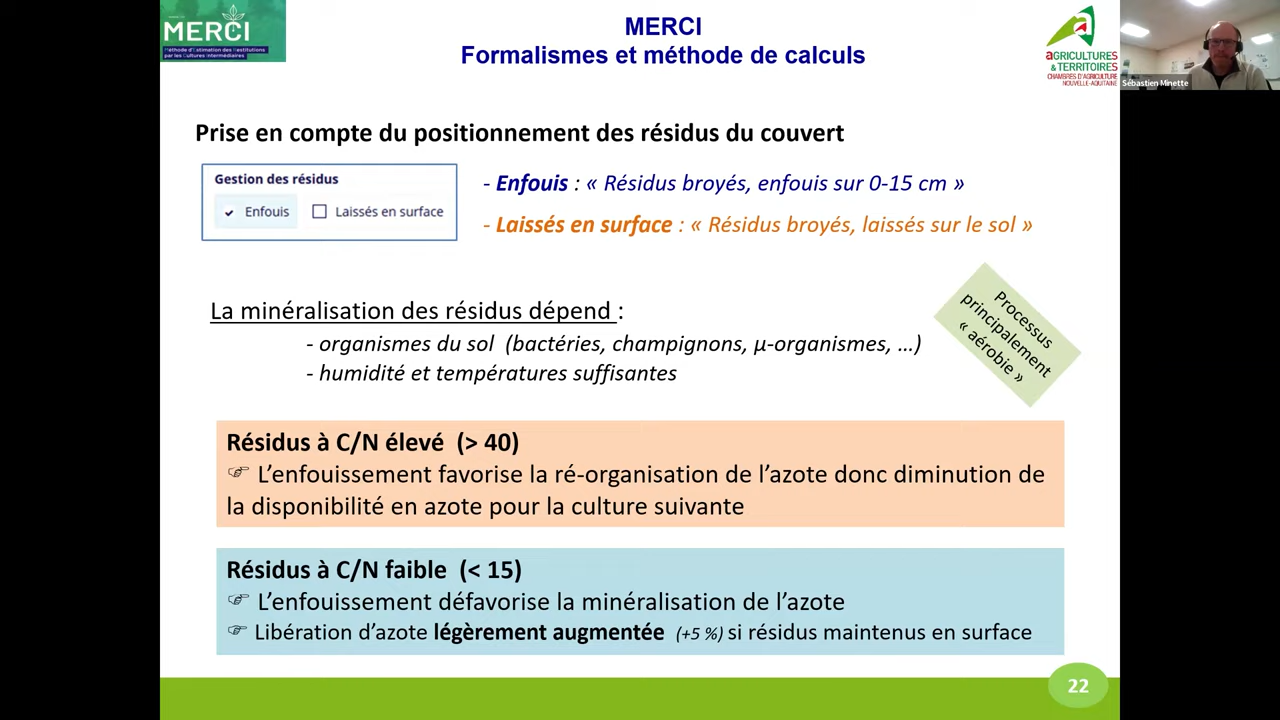 MERCI
Méthode d'Estimation des Restitutions
par les Cultures Intermédiaires
MERCI
Formalismes et méthode de calculs
AGRICULTURES
& TERRITOIRES
CHAMBRES D'AGRICULTURE
NOUVELLE-AQUITAINE
Sébastien Minette
Prise en compte du positionnement des résidus du couvert
Gestion des résidus
Enfouis
Laissés en surface
- Enfouis : « Résidus broyés, enfouis sur 0-15 cm »
- Laissés en surface : « Résidus broyés, laissés sur le sol »
La minéralisation des résidus dépend :
- organismes du sol (bactéries, champignons, µ-organismes, …)
- humidité et températures suffisantes
Processus
principalement
« aérobie »
Résidus à C/N élevé (> 40)
☞ L'enfouissement favorise la ré-organisation de l'azote donc diminution de
la disponibilité en azote pour la culture suivante
Résidus à C/N faible (< 15)
☞ L'enfouissement défavorise la minéralisation de l'azote
☞ Libération d'azote légèrement augmentée (+5 %) si résidus maintenus en surface
22